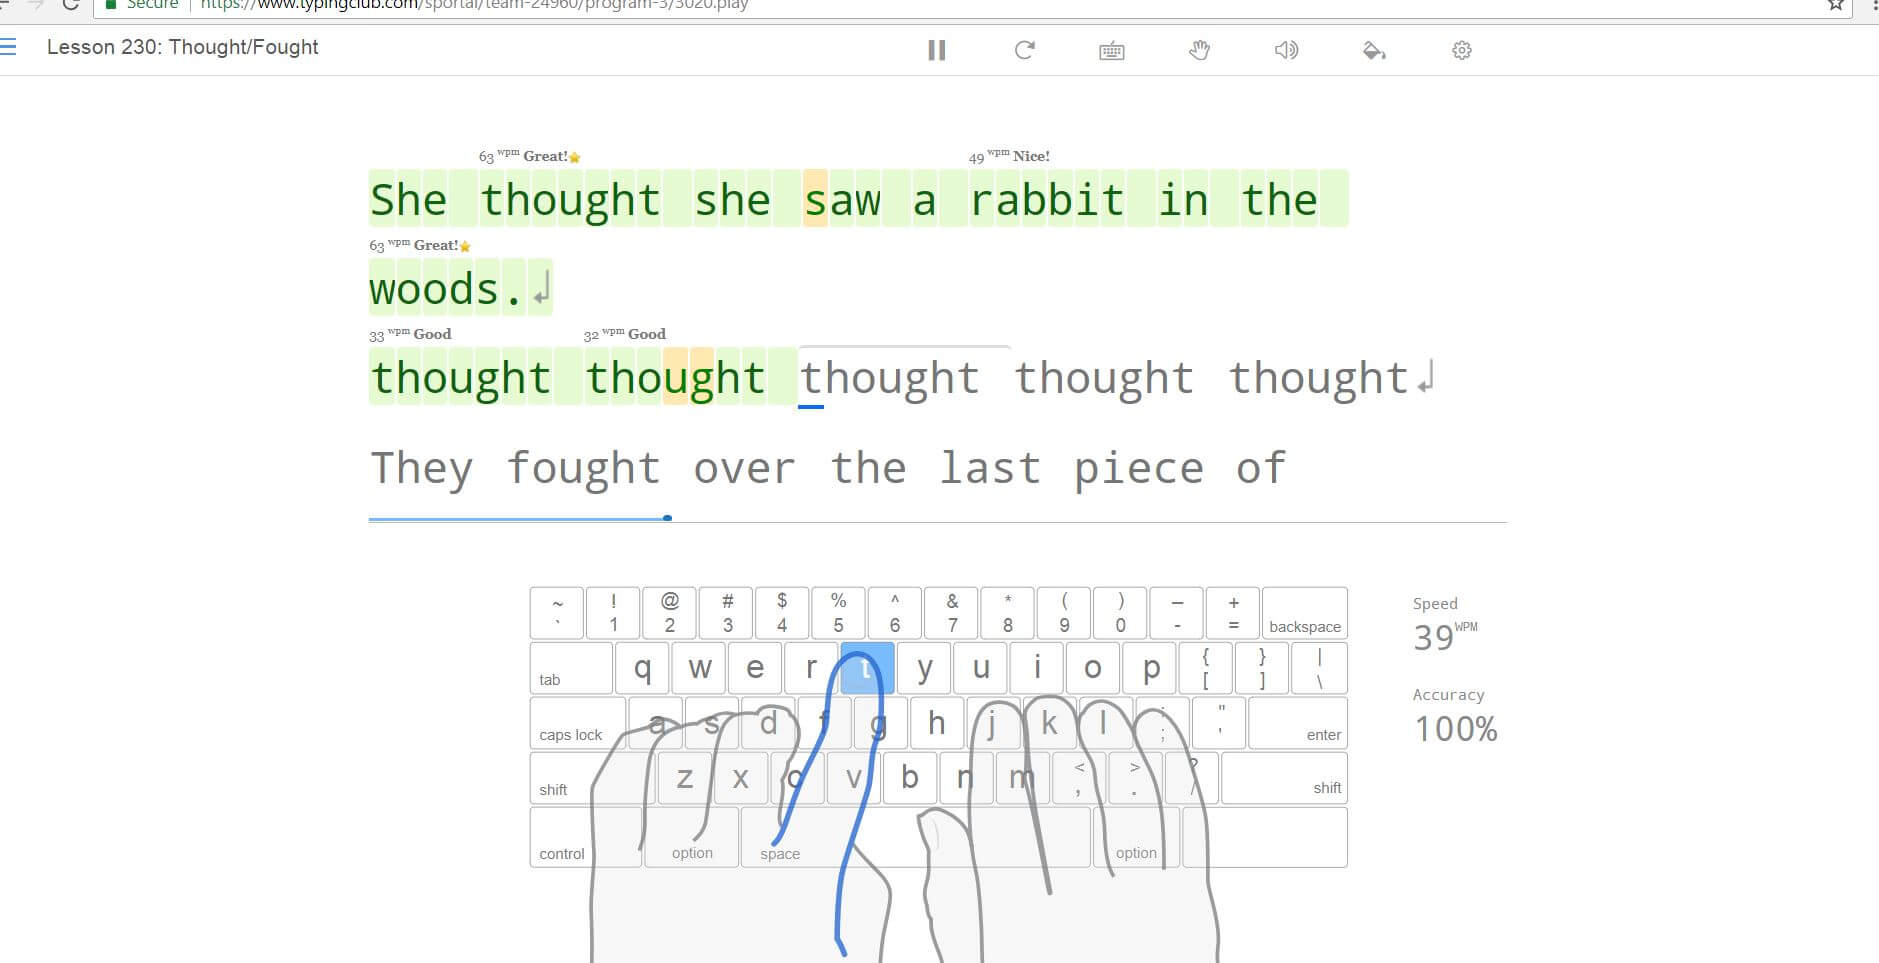 Secure | https://www.typingclub.com/sportal/team-24960/program-3/3020.play
Lesson 230: Thought/Fought
63 wpm Great! 49 wpm Nice!
She thought she saw a rabbit in the
63 wpm Great!
woods.
33 wpm Good 32 wpm Good
thought thought thought thought thought
They fought over the last piece of
~ ! @ # $ % ^ & * ( ) – +
` 1 2 3 4 5 6 7 8 9 0 - = backspace
tab q w e r t y u i o p { [ } ] | \
caps lock a s d f g h j k l : ; " ' enter
shift z x c v b n m < , > . ? / shift
control option space option
Speed
39 WPM
Accuracy
100%